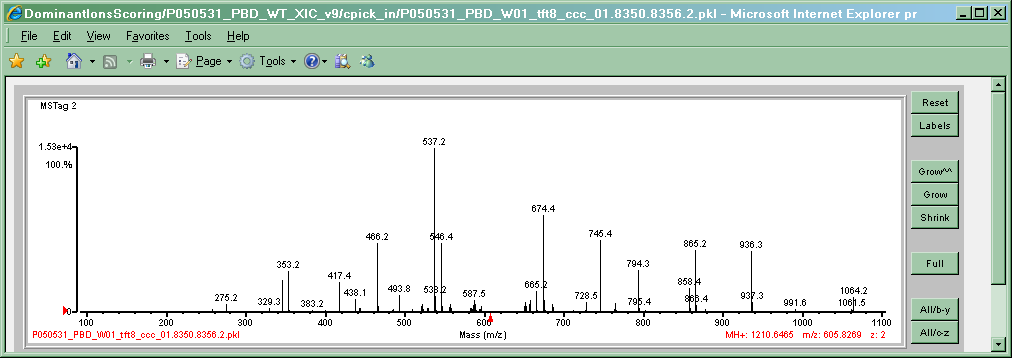 DominantIonsScoring/P050531_PBD_WT_XIC_v9/cpick_in/P050531_PBD_W01_tft8_ccc_01.8350.8356.2.pkl - Microsoft Internet Explorer pr
File Edit View Favorites Tools Help
Page Tools
MSTag 2
Reset
Labels
1.53e+4
100.%
537.2
Grow^^
Grow
Shrink
674.4
466.2 546.4 745.4 865.2 936.3
Full
353.2 794.3
417.4 665.2 858.4
275.2 329.3 383.2 438.1 493.8 538.2 587.5 728.5 795.4 866.4 937.3 991.6 1064.2 1061.5
0
All/b-y
100 200 300 400 500 600 700 800 900 1000 1100
P050531_PBD_W01_tft8_ccc_01.8350.8356.2.pkl Mass (m/z) MH+: 1210.6465 m/z: 605.8269 z: 2
All/c-z